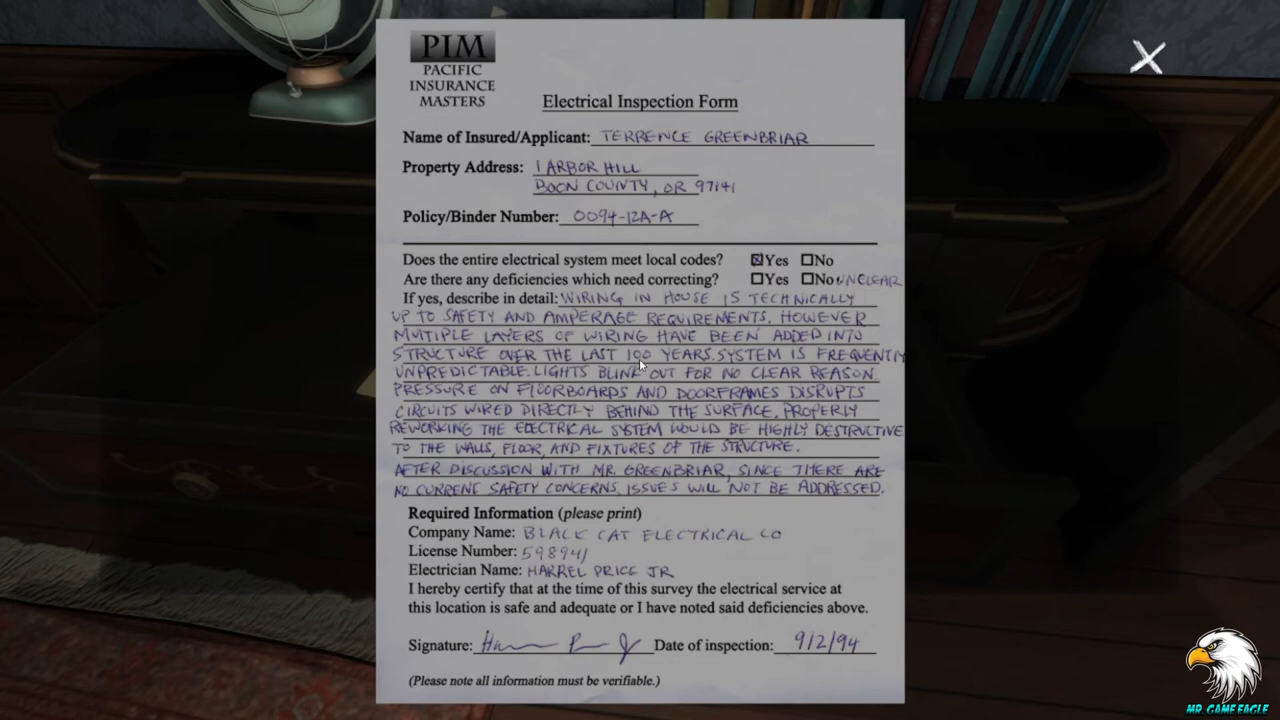 PIM
PACIFIC
INSURANCE
MASTERS
Electrical Inspection Form
Name of Insured/Applicant: TERRENCE GREENBRIAR
Property Address: 1 ARBOR HILL
BOON COUNTY, OR 97141
Policy/Binder Number: 0094-12A-A
Does the entire electrical system meet local codes? ☒Yes ☐No
Are there any deficiencies which need correcting? ☐Yes ☐No UNCLEAR
If yes, describe in detail: WIRING IN HOUSE IS TECHNICALLY
UP TO SAFETY AND AMPERAGE REQUIREMENTS. HOWEVER
MULTIPLE LAYERS OF WIRING HAVE BEEN ADDED INTO
STRUCTURE OVER THE LAST 100 YEARS. SYSTEM IS FREQUENTLY
UNPREDICTABLE. LIGHTS BLINK OUT FOR NO CLEAR REASON.
PRESSURE ON FLOORBOARDS AND DOORFRAMES DISRUPTS
CIRCUITS WIRED DIRECTLY BEHIND THE SURFACE. PROPERLY
REWORKING THE ELECTRICAL SYSTEM WOULD BE HIGHLY DESTRUCTIVE
TO THE WALLS, FLOOR, AND FIXTURES OF THE STRUCTURE.
AFTER DISCUSSION WITH MR. GREENBRIAR, SINCE THERE ARE
NO CURRENT SAFETY CONCERNS, ISSUES WILL NOT BE ADDRESSED.
Required Information (please print)
Company Name: BLACK CAT ELECTRICAL CO
License Number: 598941
Electrician Name: HARREL PRICE JR
I hereby certify that at the time of this survey the electrical service at
this location is safe and adequate or I have noted said deficiencies above.
Signature: Date of inspection: 9/2/94
(Please note all information must be verifiable.)
MR. GAMEEAGLE